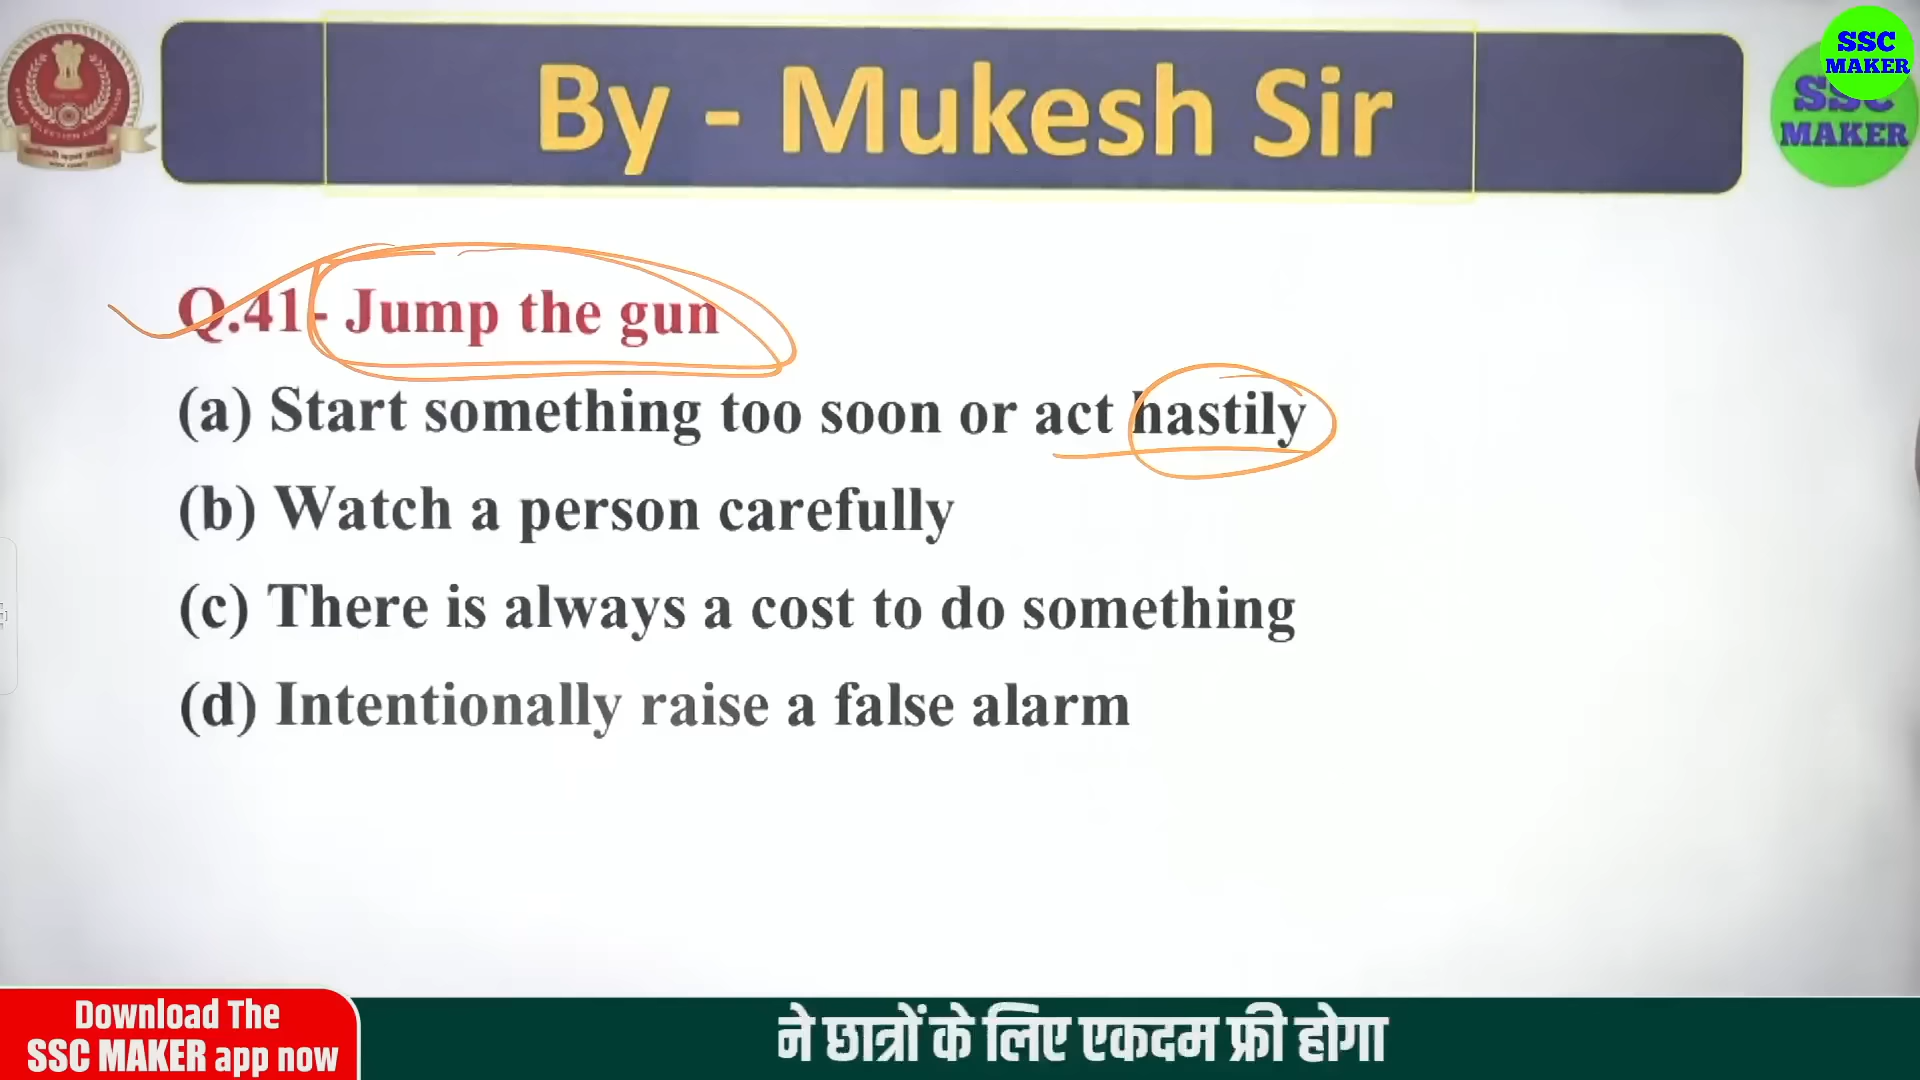 By - Mukesh Sir
SSC
MAKER
SSC
MAKER
Q.41- Jump the gun
(a) Start something too soon or act hastily
(b) Watch a person carefully
(c) There is always a cost to do something
(d) Intentionally raise a false alarm
Download The
SSC MAKER app now
ने छात्रों के लिए एकदम फ्री होगा